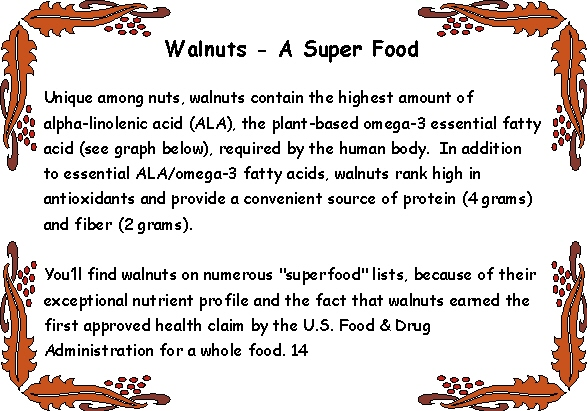 Walnuts - A Super Food
Unique among nuts, walnuts contain the highest amount of
alpha-linolenic acid (ALA), the plant-based omega-3 essential fatty
acid (see graph below), required by the human body. In addition
to essential ALA/omega-3 fatty acids, walnuts rank high in
antioxidants and provide a convenient source of protein (4 grams)
and fiber (2 grams).
You'll find walnuts on numerous "superfood" lists, because of their
exceptional nutrient profile and the fact that walnuts earned the
first approved health claim by the U.S. Food & Drug
Administration for a whole food. 14